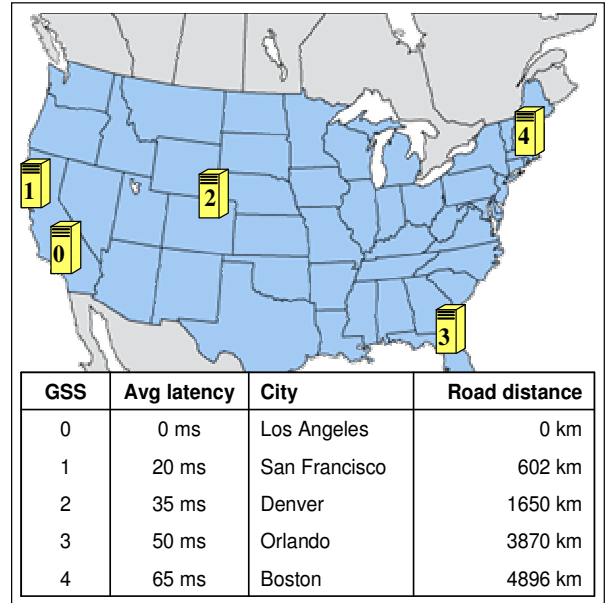 4
1
2
0
3
GSS Avg latency City Road distance
0 0 ms Los Angeles 0 km
1 20 ms San Francisco 602 km
2 35 ms Denver 1650 km
3 50 ms Orlando 3870 km
4 65 ms Boston 4896 km